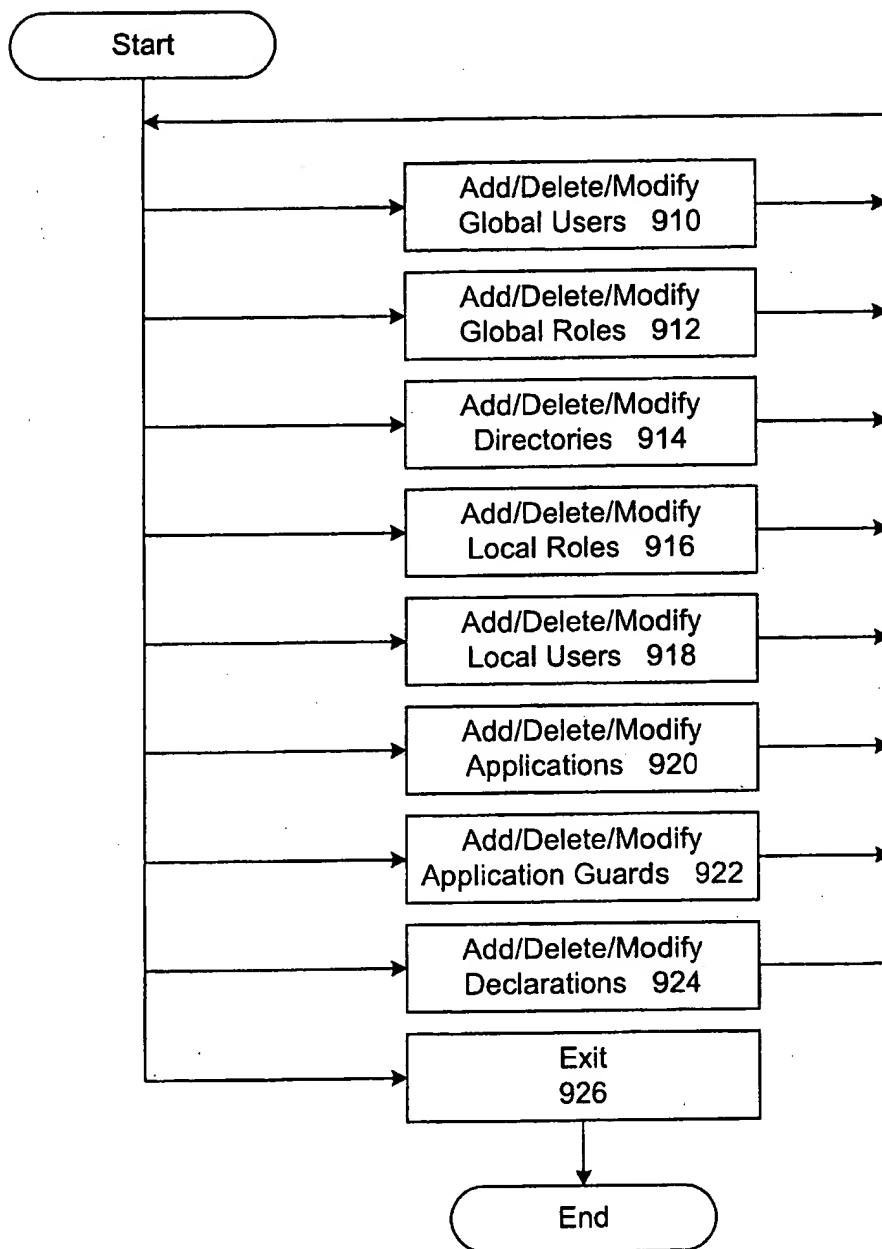 Start
Add/Delete/Modify
Global Users 910
Add/Delete/Modify
Global Roles 912
Add/Delete/Modify
Directories 914
Add/Delete/Modify
Local Roles 916
Add/Delete/Modify
Local Users 918
Add/Delete/Modify
Applications 920
Add/Delete/Modify
Application Guards 922
Add/Delete/Modify
Declarations 924
Exit
926
End